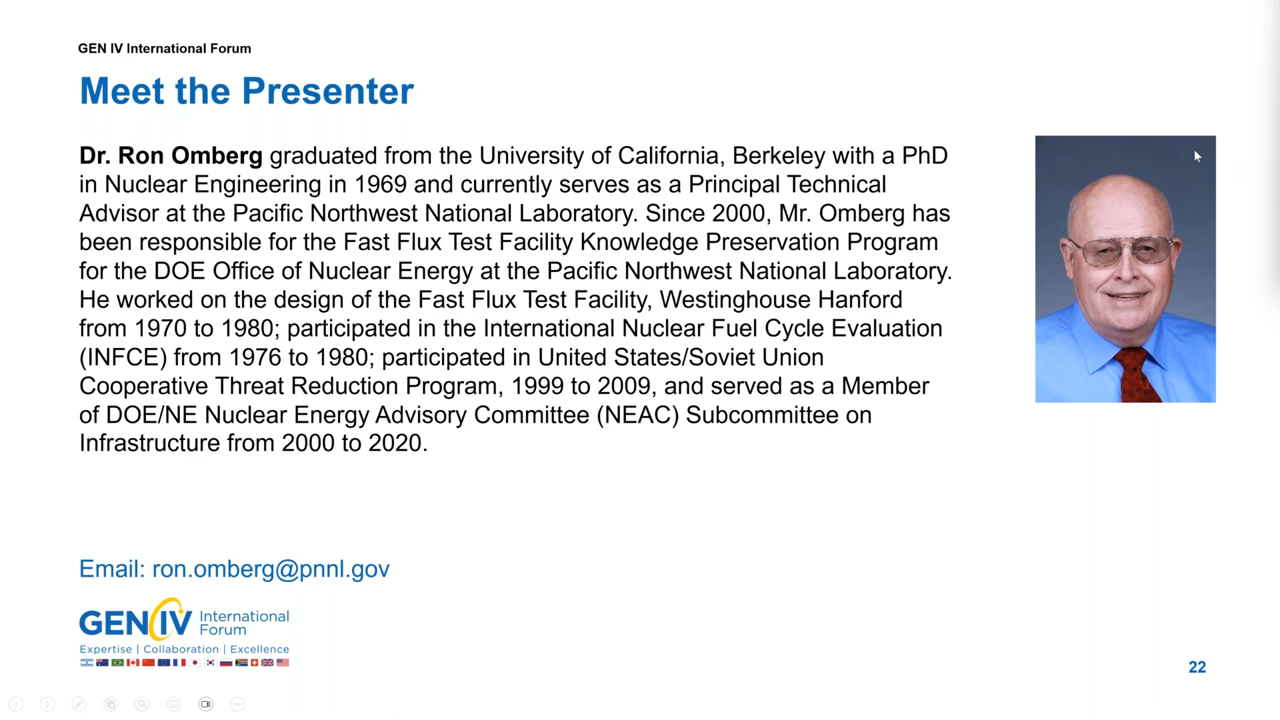 GEN IV International Forum
Meet the Presenter
Dr. Ron Omberg graduated from the University of California, Berkeley with a PhD
in Nuclear Engineering in 1969 and currently serves as a Principal Technical
Advisor at the Pacific Northwest National Laboratory. Since 2000, Mr. Omberg has
been responsible for the Fast Flux Test Facility Knowledge Preservation Program
for the DOE Office of Nuclear Energy at the Pacific Northwest National Laboratory.
He worked on the design of the Fast Flux Test Facility, Westinghouse Hanford
from 1970 to 1980; participated in the International Nuclear Fuel Cycle Evaluation
(INFCE) from 1976 to 1980; participated in United States/Soviet Union
Cooperative Threat Reduction Program, 1999 to 2009, and served as a Member
of DOE/NE Nuclear Energy Advisory Committee (NEAC) Subcommittee on
Infrastructure from 2000 to 2020.
Email: ron.omberg@pnnl.gov
GEN IV International
Forum
Expertise | Collaboration | Excellence
22